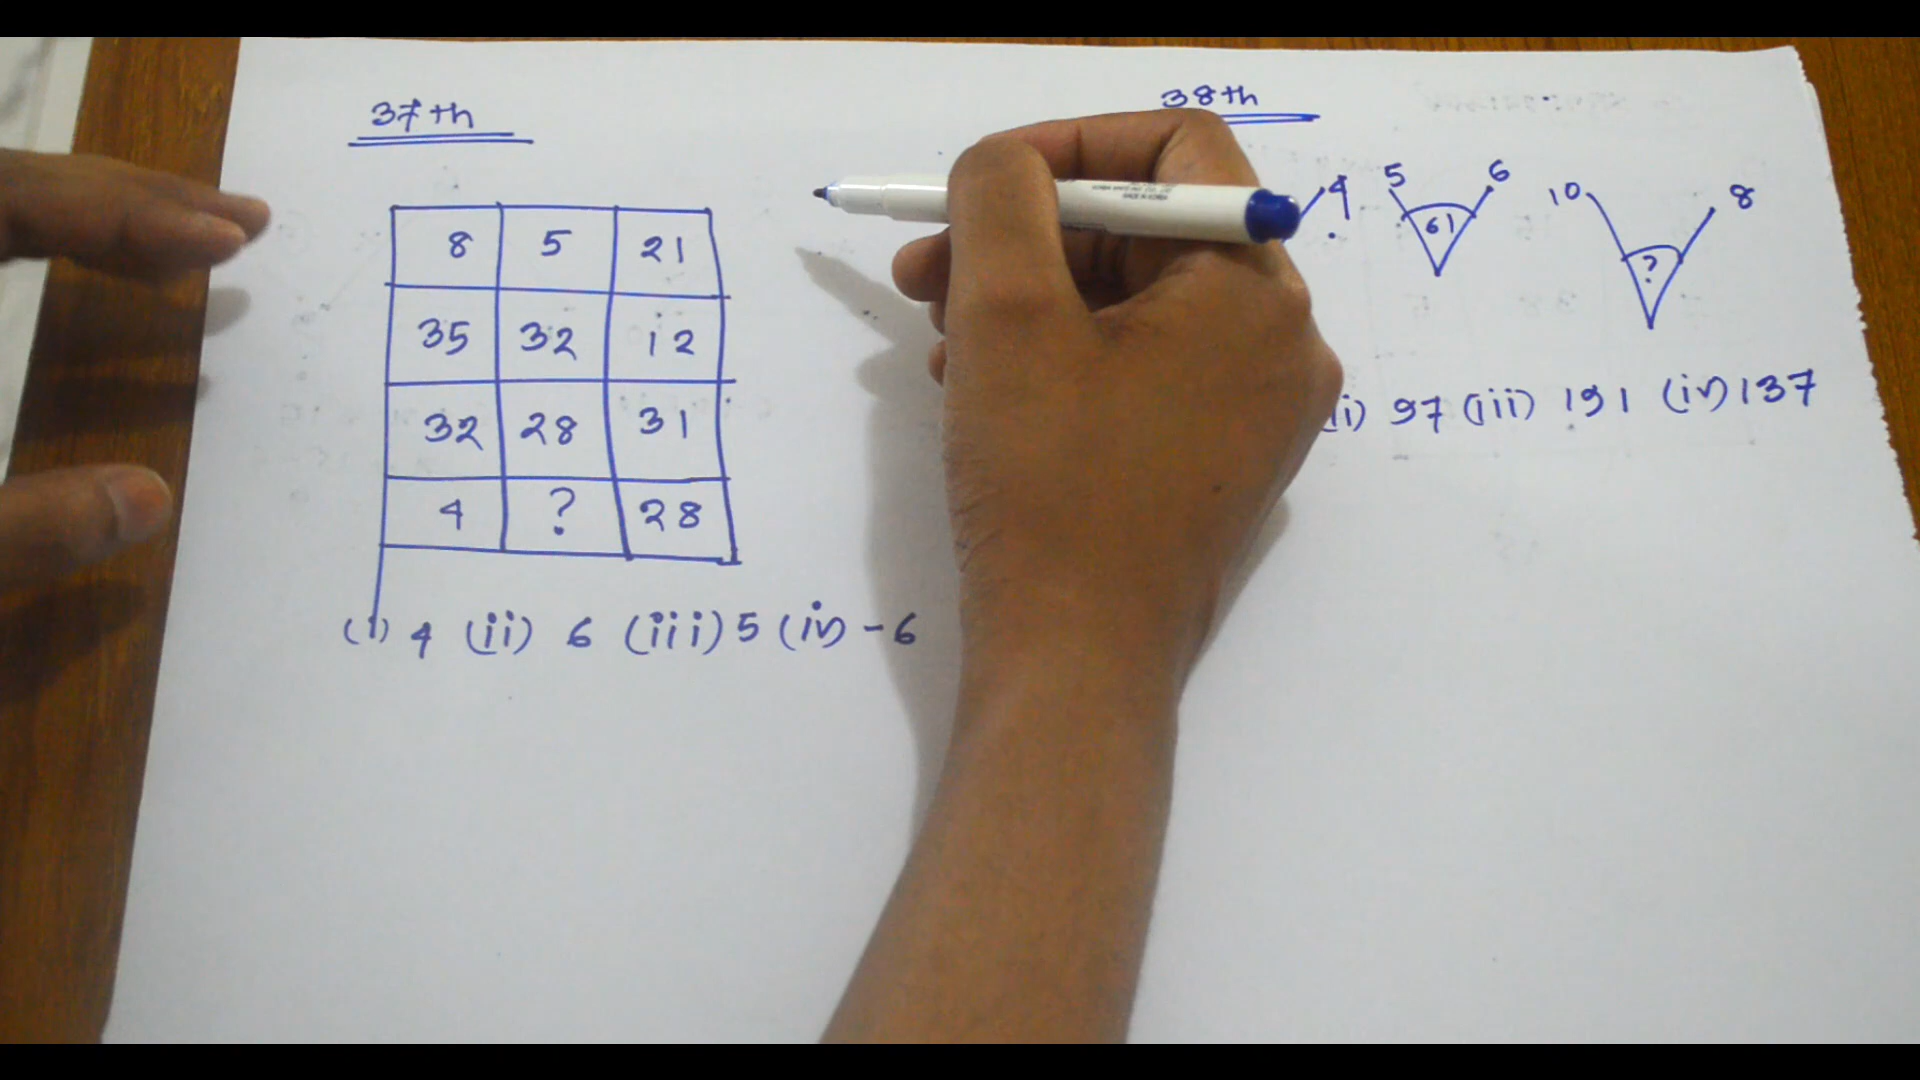 37th
8 5 21
35 32 12
32 28 31
4 ? 28
(i) 4 (ii) 6 (iii) 5 (iv) -6
38th
4 5 6 10 8
61 ?
ii) 97 (iii) 191 (iv) 137